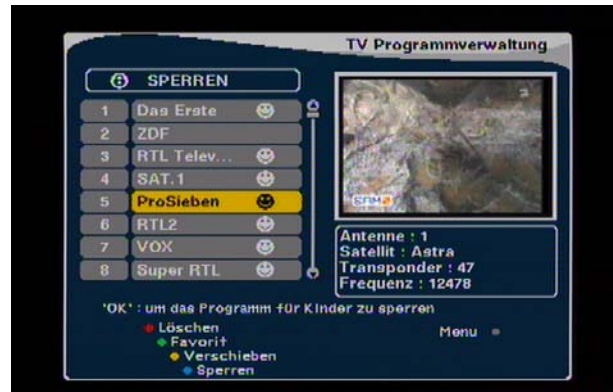 TV Programmverwaltung
SPERREN
1 Das Erste
2 ZDF
3 RTL Telev...
4 SAT.1
5 ProSieben
6 RTL2
7 VOX
8 Super RTL
SAM
Antenne : 1
Satellit : Astra
Transponder : 47
Frequenz : 12478
'OK' : um das Programm für Kinder zu sperren
Löschen
Favorit
Verschieben
Sperren
Menu